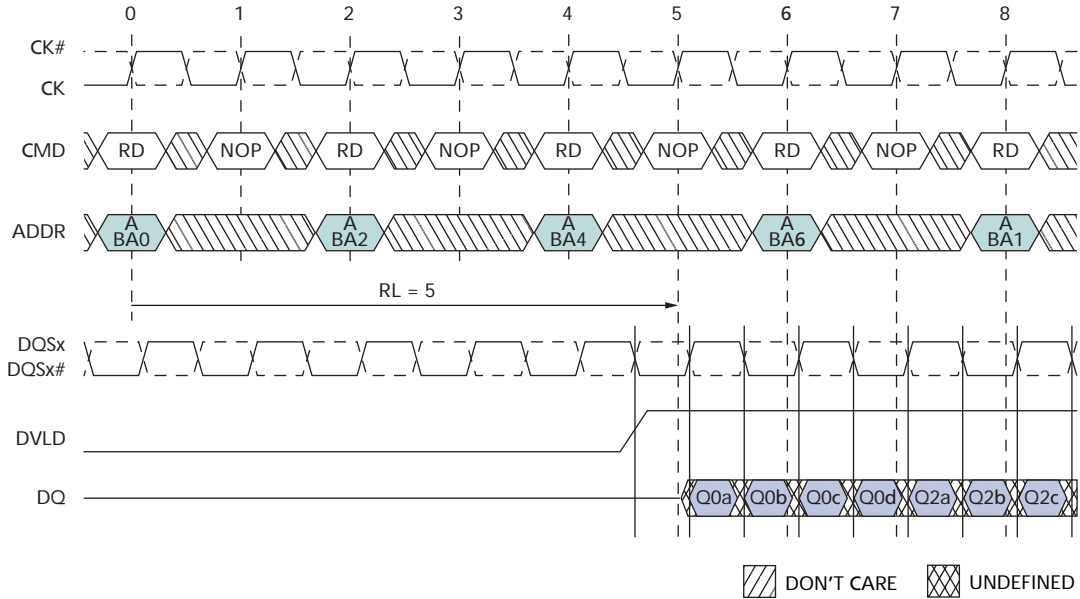 0 1 2 3 4 5 6 7 8
CK#
CK
CMD RD NOP RD NOP RD NOP RD NOP RD
ADDR A BA0 A BA2 A BA4 A BA6 A BA1
RL = 5
DQSx
DQSx#
DVLD
DQ Q0a Q0b Q0c Q0d Q2a Q2b Q2c
DON'T CARE UNDEFINED